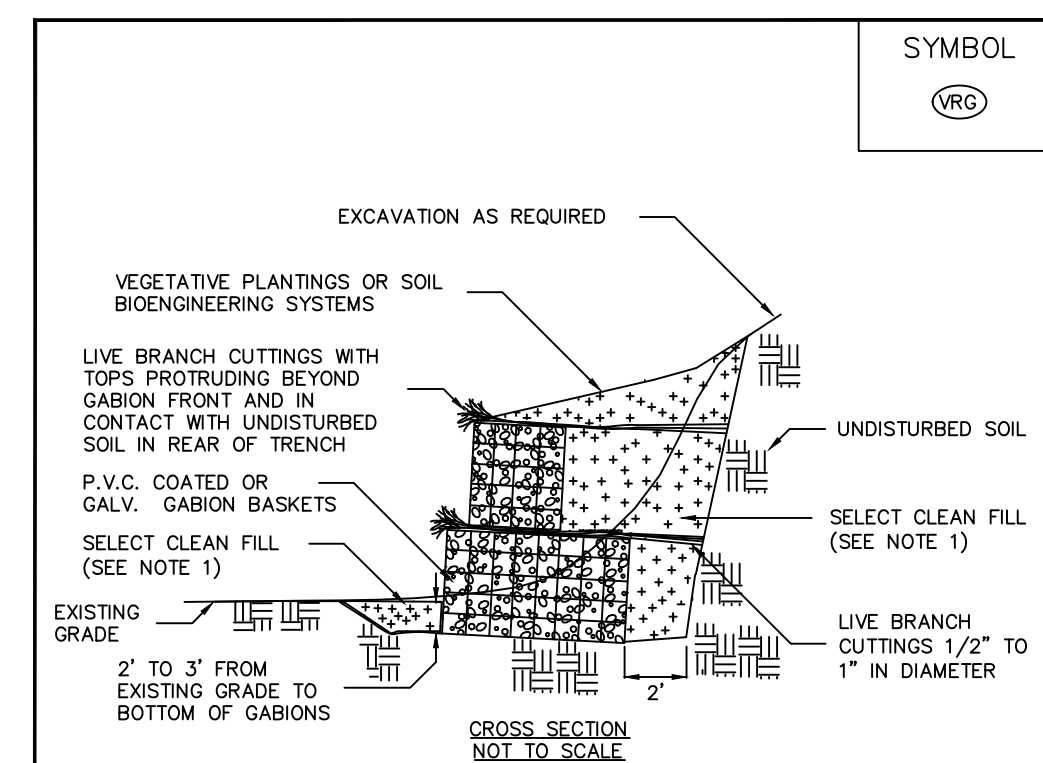 SYMBOL
VRG
EXCAVATION AS REQUIRED
VEGETATIVE PLANTINGS OR SOIL
BIOENGINEERING SYSTEMS
LIVE BRANCH CUTTINGS WITH
TOPS PROTRUDING BEYOND
GABION FRONT AND IN
CONTACT WITH UNDISTURBED
SOIL IN REAR OF TRENCH
UNDISTURBED SOIL
P.V.C. COATED OR
GALV. GABION BASKETS
SELECT CLEAN FILL
(SEE NOTE 1)
SELECT CLEAN FILL
(SEE NOTE 1)
EXISTING
GRADE
LIVE BRANCH
CUTTINGS 1/2" TO
1" IN DIAMETER
2' TO 3' FROM
EXISTING GRADE TO
BOTTOM OF GABIONS
2'
CROSS SECTION
NOT TO SCALE